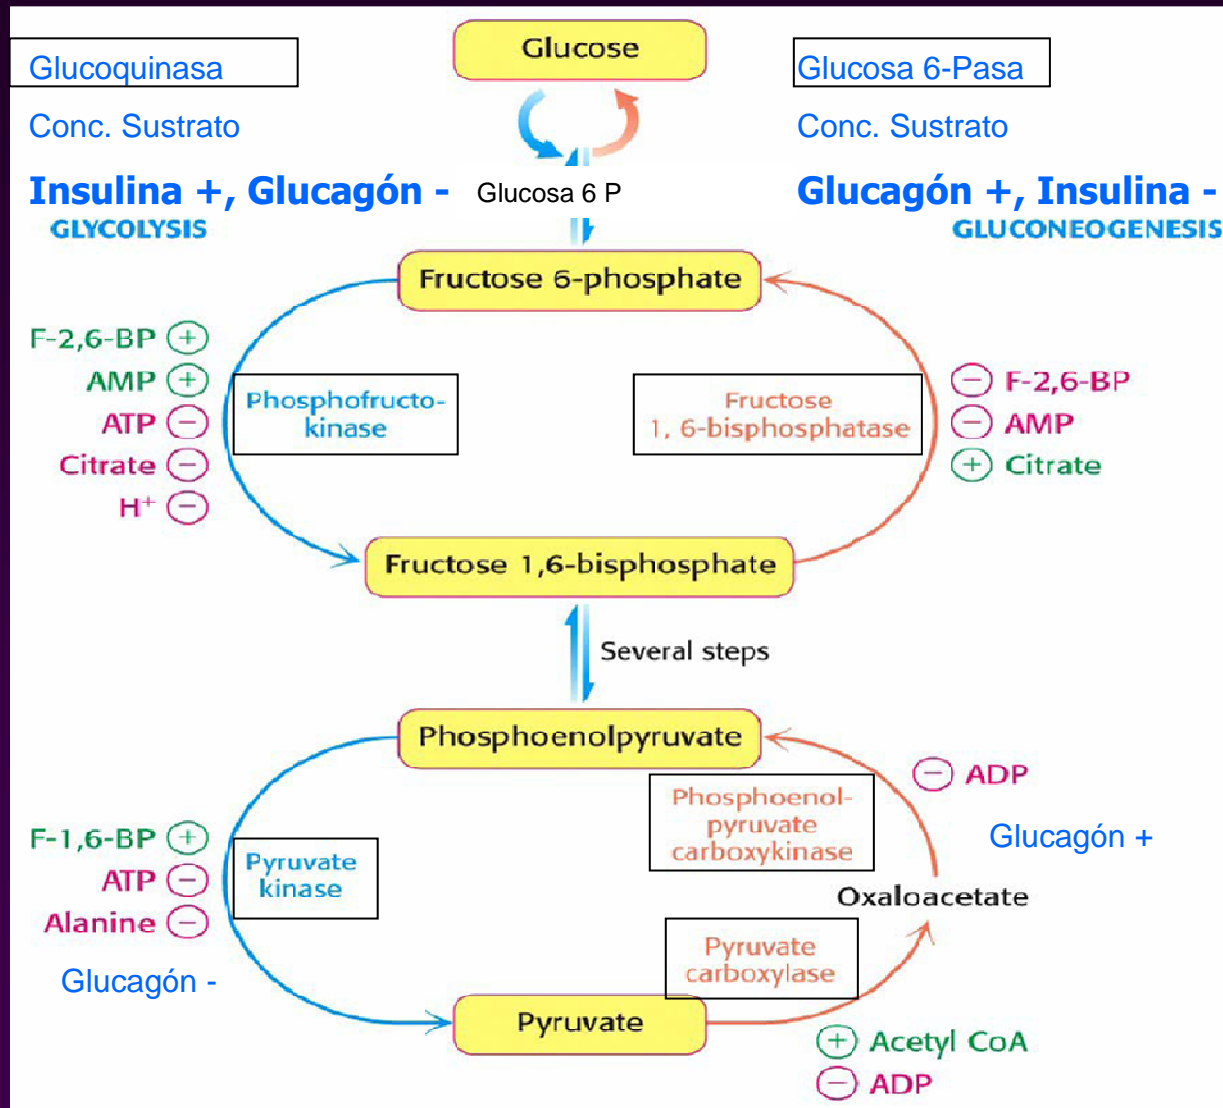 Glucose
Glucoquinasa
Glucosa 6-Pasa
Conc. Sustrato
Conc. Sustrato
Insulina +, Glucagón -
Glucosa 6 P
Glucagón +, Insulina -
GLYCOLYSIS
GLUCONEOGENESIS
Fructose 6-phosphate
F-2,6-BP +
AMP +
ATP −
Citrate −
H⁺ −
Phosphofructo-
kinase
Fructose
1, 6-bisphosphatase
− F-2,6-BP
− AMP
+ Citrate
Fructose 1,6-bisphosphate
Several steps
Phosphoenolpyruvate
− ADP
Phosphoenol-
pyruvate
carboxykinase
Glucagón +
F-1,6-BP +
ATP −
Alanine −
Pyruvate
kinase
Glucagón -
Oxaloacetate
Pyruvate
carboxylase
Pyruvate
+ Acetyl CoA
− ADP